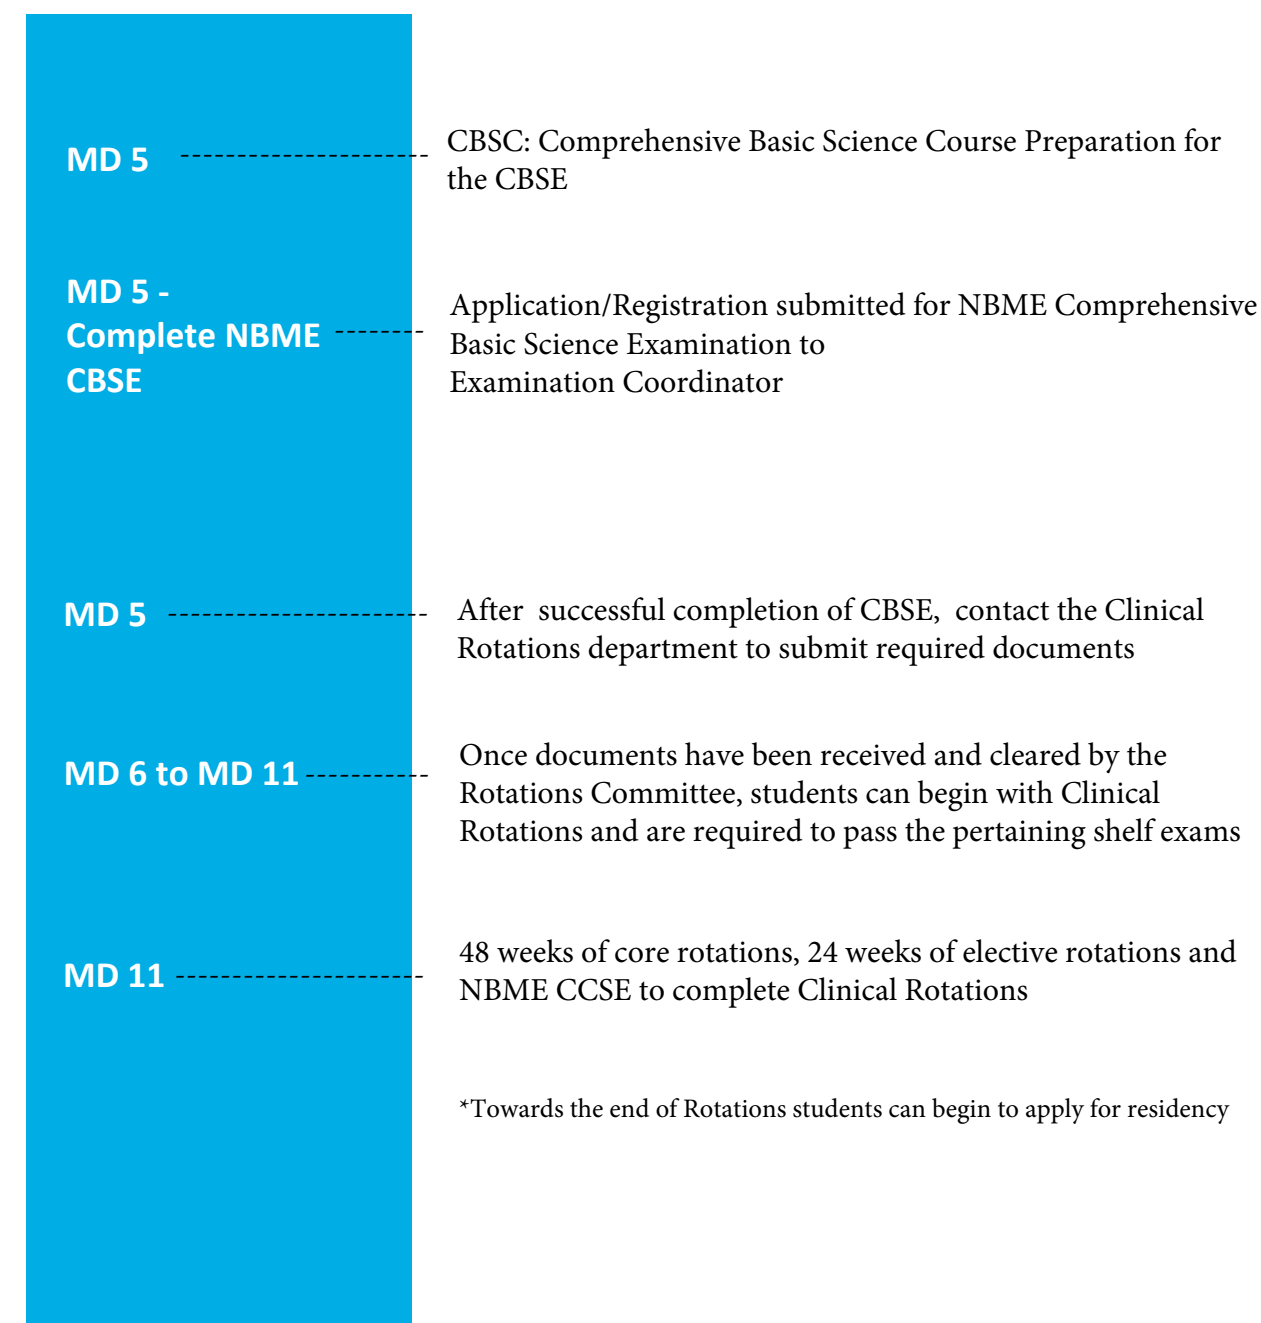 MD 5
CBSC: Comprehensive Basic Science Course Preparation for
the CBSE
MD 5 -
Complete NBME
CBSE
Application/Registration submitted for NBME Comprehensive
Basic Science Examination to
Examination Coordinator
MD 5
After successful completion of CBSE, contact the Clinical
Rotations department to submit required documents
MD 6 to MD 11
Once documents have been received and cleared by the
Rotations Committee, students can begin with Clinical
Rotations and are required to pass the pertaining shelf exams
MD 11
48 weeks of core rotations, 24 weeks of elective rotations and
NBME CCSE to complete Clinical Rotations
*Towards the end of Rotations students can begin to apply for residency